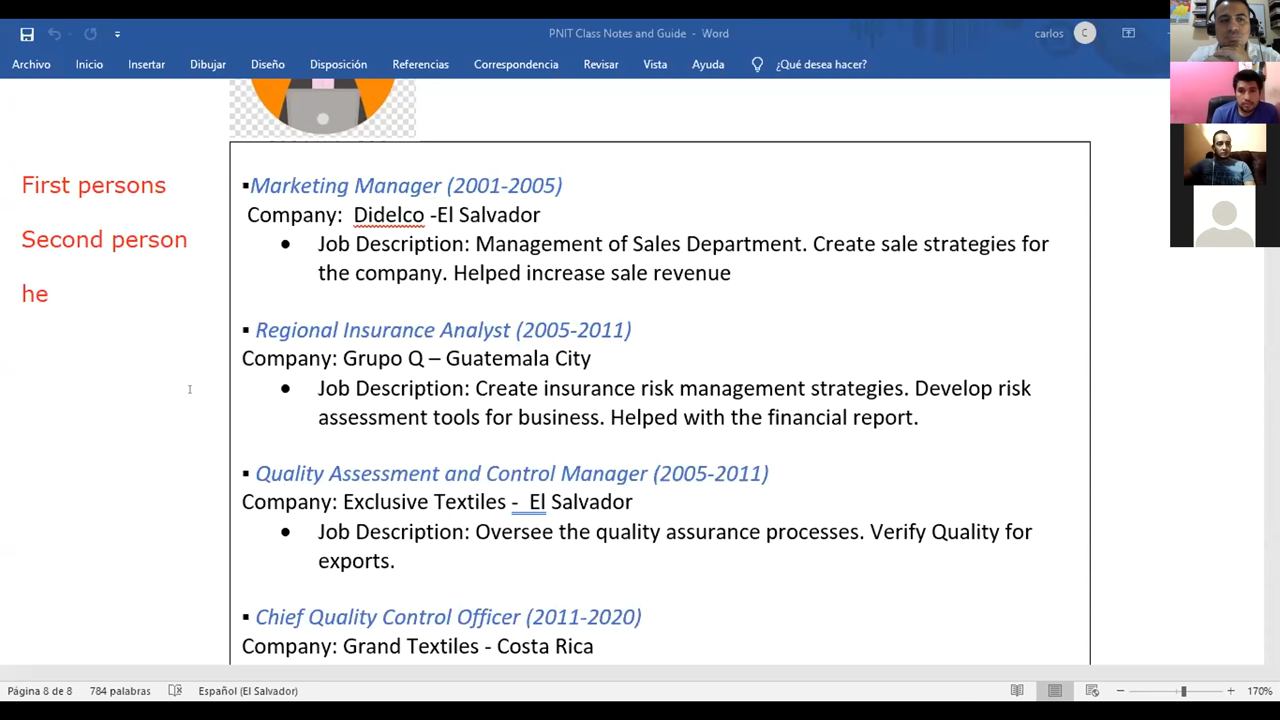 PNIT Class Notes and Guide - Word
carlos
C
Archivo Inicio Insertar Dibujar Diseño Disposición Referencias Correspondencia Revisar Vista Ayuda ¿Qué desea hacer?
First persons
Second person
he
▪Marketing Manager (2001-2005)
Company: Didelco -El Salvador
● Job Description: Management of Sales Department. Create sale strategies for
the company. Helped increase sale revenue
▪ Regional Insurance Analyst (2005-2011)
Company: Grupo Q – Guatemala City
● Job Description: Create insurance risk management strategies. Develop risk
assessment tools for business. Helped with the financial report.
▪ Quality Assessment and Control Manager (2005-2011)
Company: Exclusive Textiles - El Salvador
● Job Description: Oversee the quality assurance processes. Verify Quality for
exports.
▪ Chief Quality Control Officer (2011-2020)
Company: Grand Textiles - Costa Rica
Página 8 de 8 784 palabras Español (El Salvador) 170%